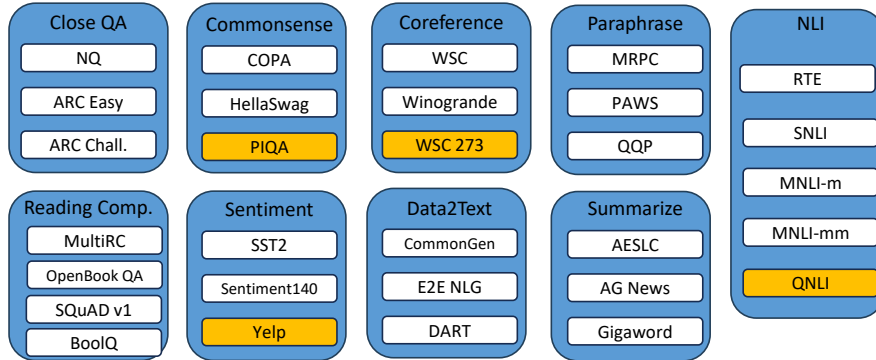 Close QA
NQ
ARC Easy
ARC Chall.
Commonsense
COPA
HellaSwag
PIQA
Coreference
WSC
Winogrande
WSC 273
Paraphrase
MRPC
PAWS
QQP
NLI
RTE
SNLI
MNLI-m
MNLI-mm
QNLI
Reading Comp.
MultiRC
OpenBook QA
SQuAD v1
BoolQ
Sentiment
SST2
Sentiment140
Yelp
Data2Text
CommonGen
E2E NLG
DART
Summarize
AESLC
AG News
Gigaword